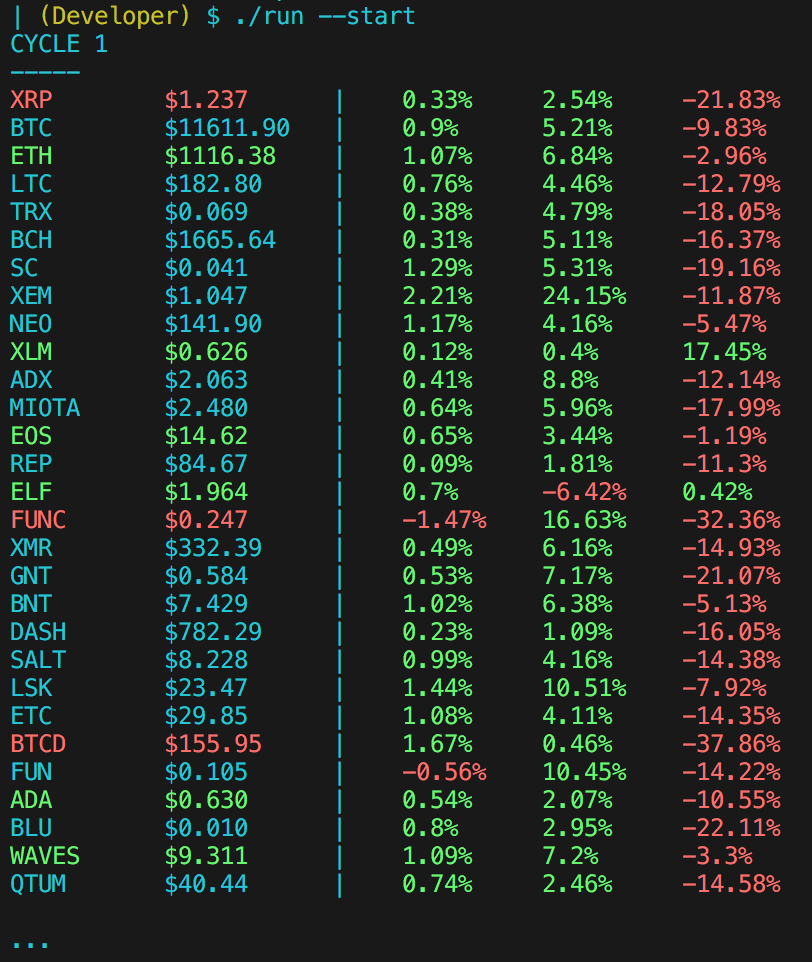 | (Developer) $ ./run --start
CYCLE 1
-----
XRP $1.237 | 0.33% 2.54% -21.83%
BTC $11611.90 | 0.9% 5.21% -9.83%
ETH $1116.38 | 1.07% 6.84% -2.96%
LTC $182.80 | 0.76% 4.46% -12.79%
TRX $0.069 | 0.38% 4.79% -18.05%
BCH $1665.64 | 0.31% 5.11% -16.37%
SC $0.041 | 1.29% 5.31% -19.16%
XEM $1.047 | 2.21% 24.15% -11.87%
NEO $141.90 | 1.17% 4.16% -5.47%
XLM $0.626 | 0.12% 0.4% 17.45%
ADX $2.063 | 0.41% 8.8% -12.14%
MIOTA $2.480 | 0.64% 5.96% -17.99%
EOS $14.62 | 0.65% 3.44% -1.19%
REP $84.67 | 0.09% 1.81% -11.3%
ELF $1.964 | 0.7% -6.42% 0.42%
FUNC $0.247 | -1.47% 16.63% -32.36%
XMR $332.39 | 0.49% 6.16% -14.93%
GNT $0.584 | 0.53% 7.17% -21.07%
BNT $7.429 | 1.02% 6.38% -5.13%
DASH $782.29 | 0.23% 1.09% -16.05%
SALT $8.228 | 0.99% 4.16% -14.38%
LSK $23.47 | 1.44% 10.51% -7.92%
ETC $29.85 | 1.08% 4.11% -14.35%
BTCD $155.95 | 1.67% 0.46% -37.86%
FUN $0.105 | -0.56% 10.45% -14.22%
ADA $0.630 | 0.54% 2.07% -10.55%
BLU $0.010 | 0.8% 2.95% -22.11%
WAVES $9.311 | 1.09% 7.2% -3.3%
QTUM $40.44 | 0.74% 2.46% -14.58%
...